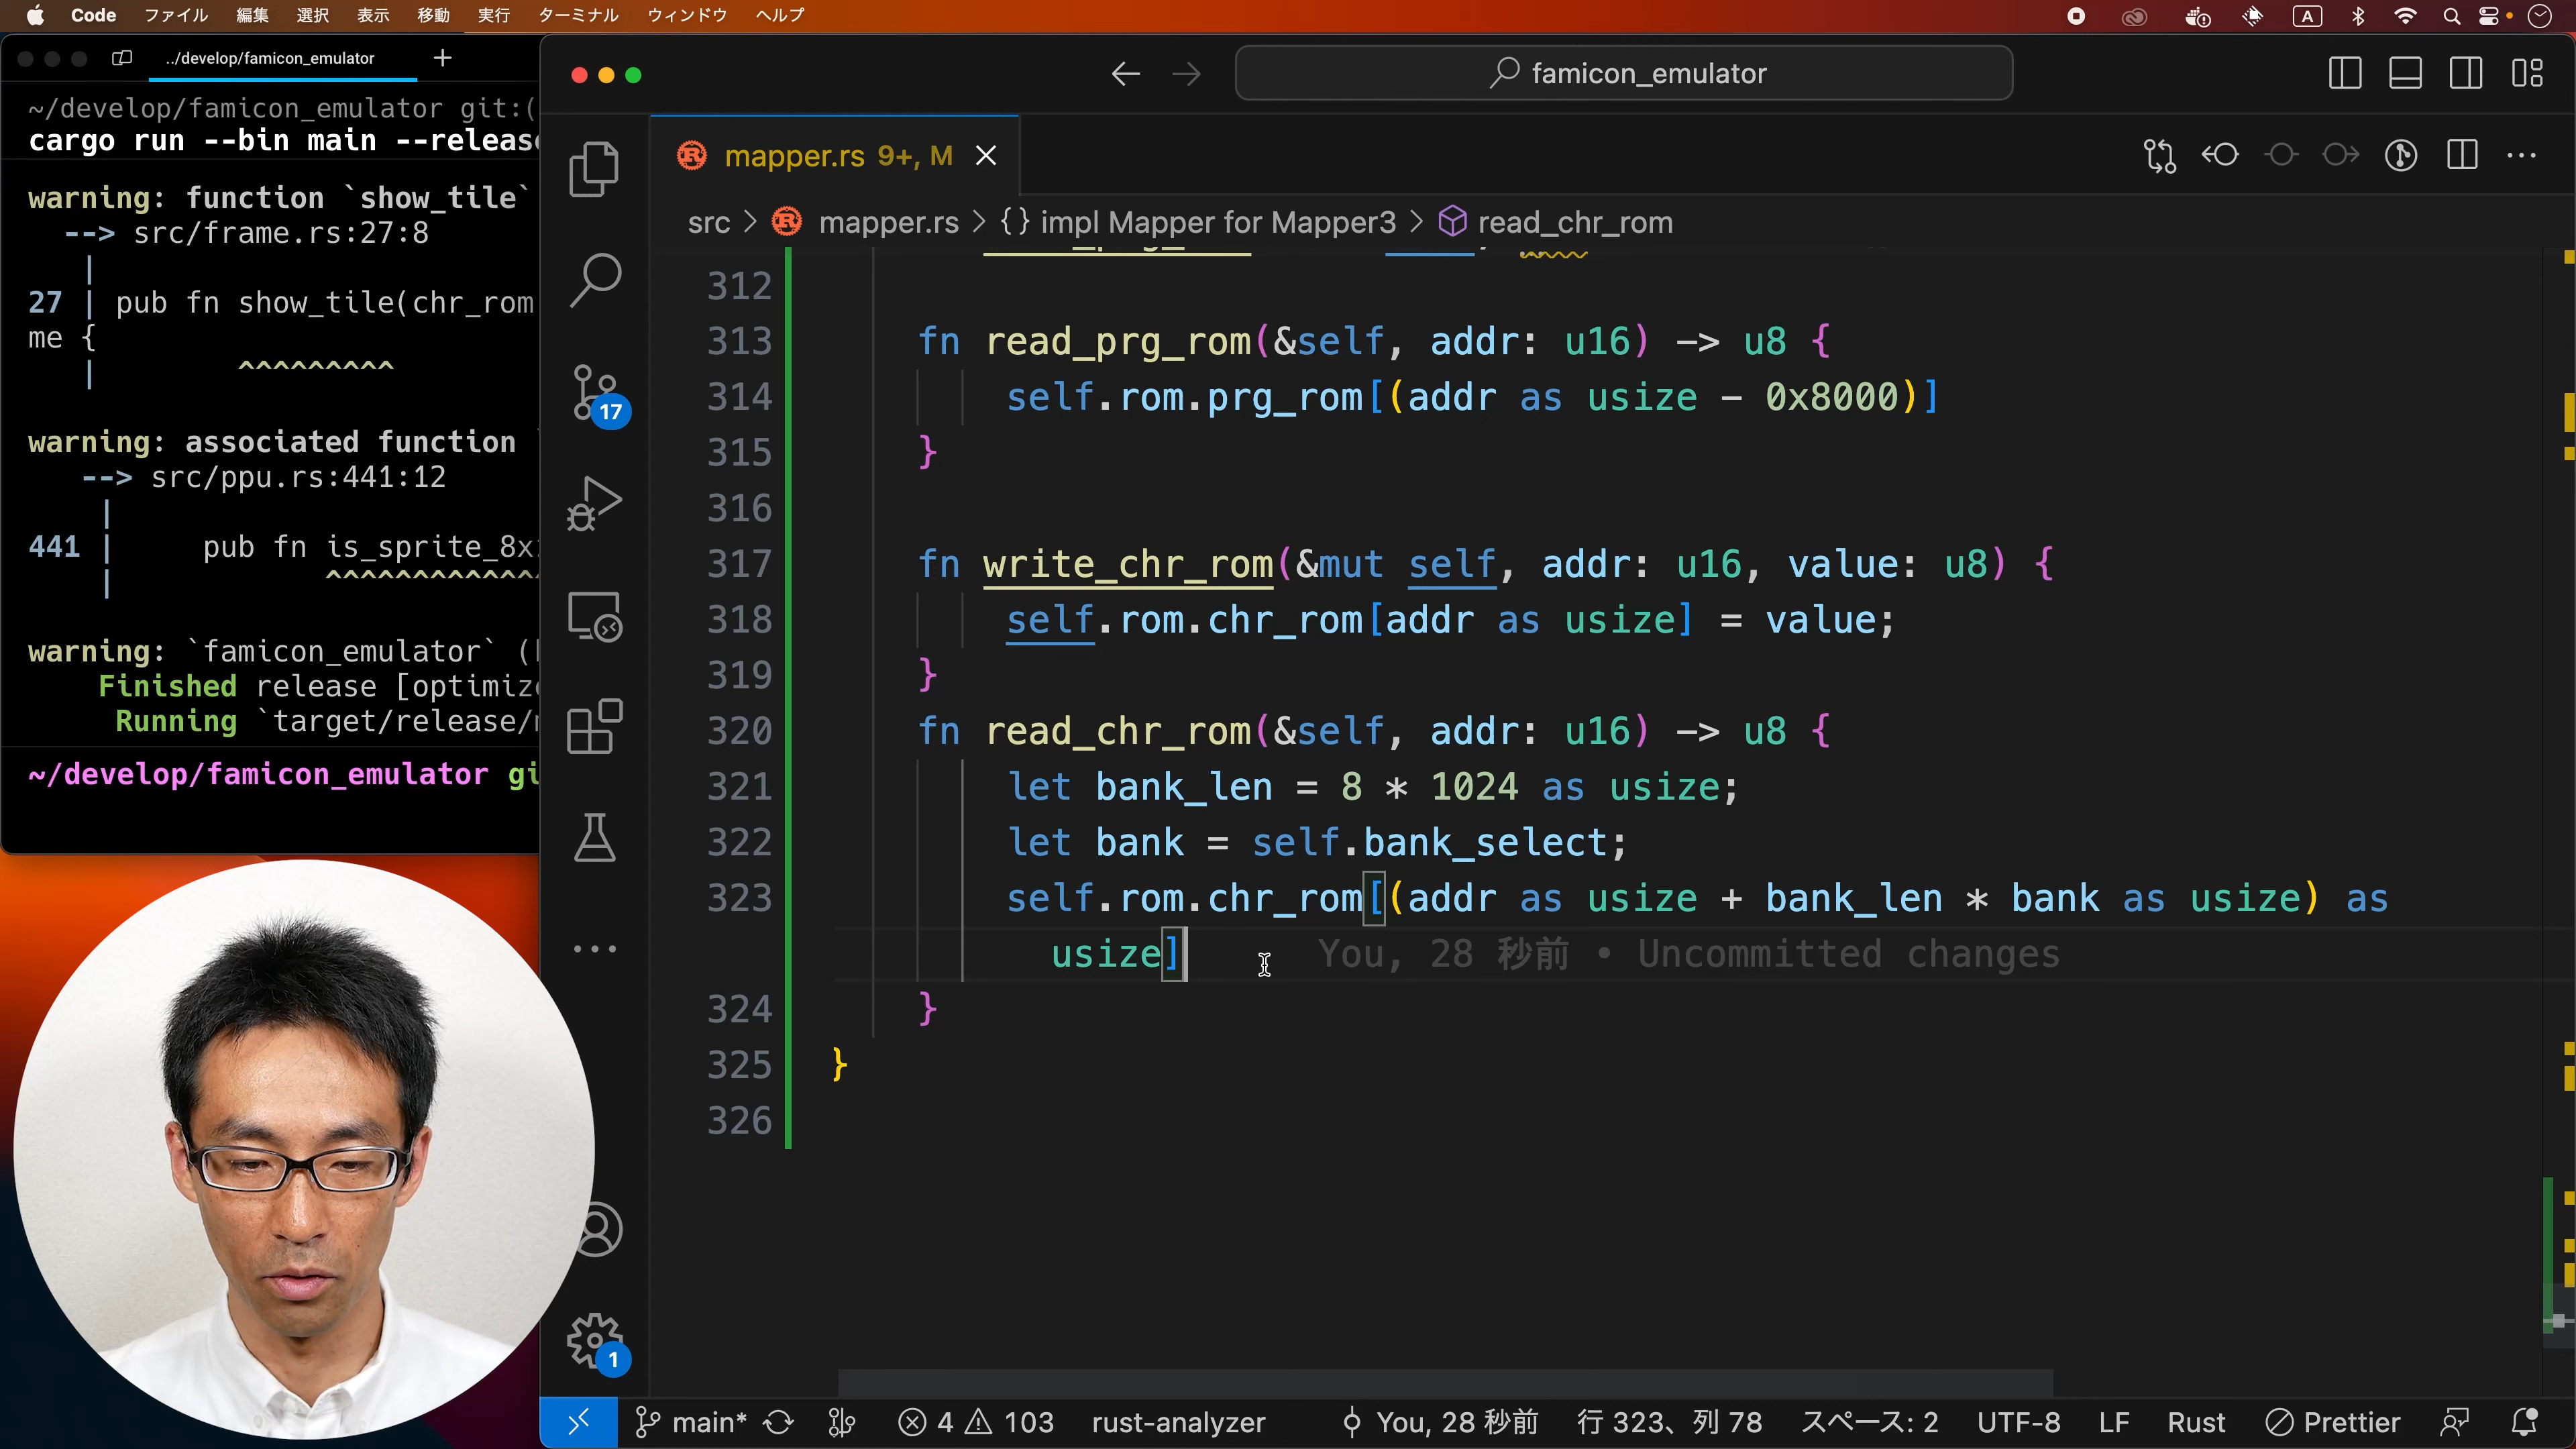 Code ファイル 編集 選択 表示 移動 実行 ターミナル ウィンドウ ヘルプ
A
../develop/famicon_emulator
~/develop/famicon_emulator git:(
cargo run --bin main --release
warning: function `show_tile`
--> src/frame.rs:27:8
|
27 | pub fn show_tile(chr_rom
me {
| ^^^^^^^^^
warning: associated function
--> src/ppu.rs:441:12
|
441 | pub fn is_sprite_8x
| ^^^^^^^^^^^^
warning: `famicon_emulator` (
Finished release [optimize
Running `target/release/
~/develop/famicon_emulator gi
famicon_emulator
mapper.rs 9+, M
src > mapper.rs > {} impl Mapper for Mapper3 > read_chr_rom
312
313 fn read_prg_rom(&self, addr: u16) -> u8 {
314 self.rom.prg_rom[(addr as usize - 0x8000)]
315 }
316
317 fn write_chr_rom(&mut self, addr: u16, value: u8) {
318 self.rom.chr_rom[addr as usize] = value;
319 }
320 fn read_chr_rom(&self, addr: u16) -> u8 {
321 let bank_len = 8 * 1024 as usize;
322 let bank = self.bank_select;
323 self.rom.chr_rom[(addr as usize + bank_len * bank as usize) as
usize] You, 28 秒前 • Uncommitted changes
324 }
325 }
326
17
1
main* 4 103 rust-analyzer You, 28 秒前 行 323、列 78 スペース: 2 UTF-8 LF Rust Prettier